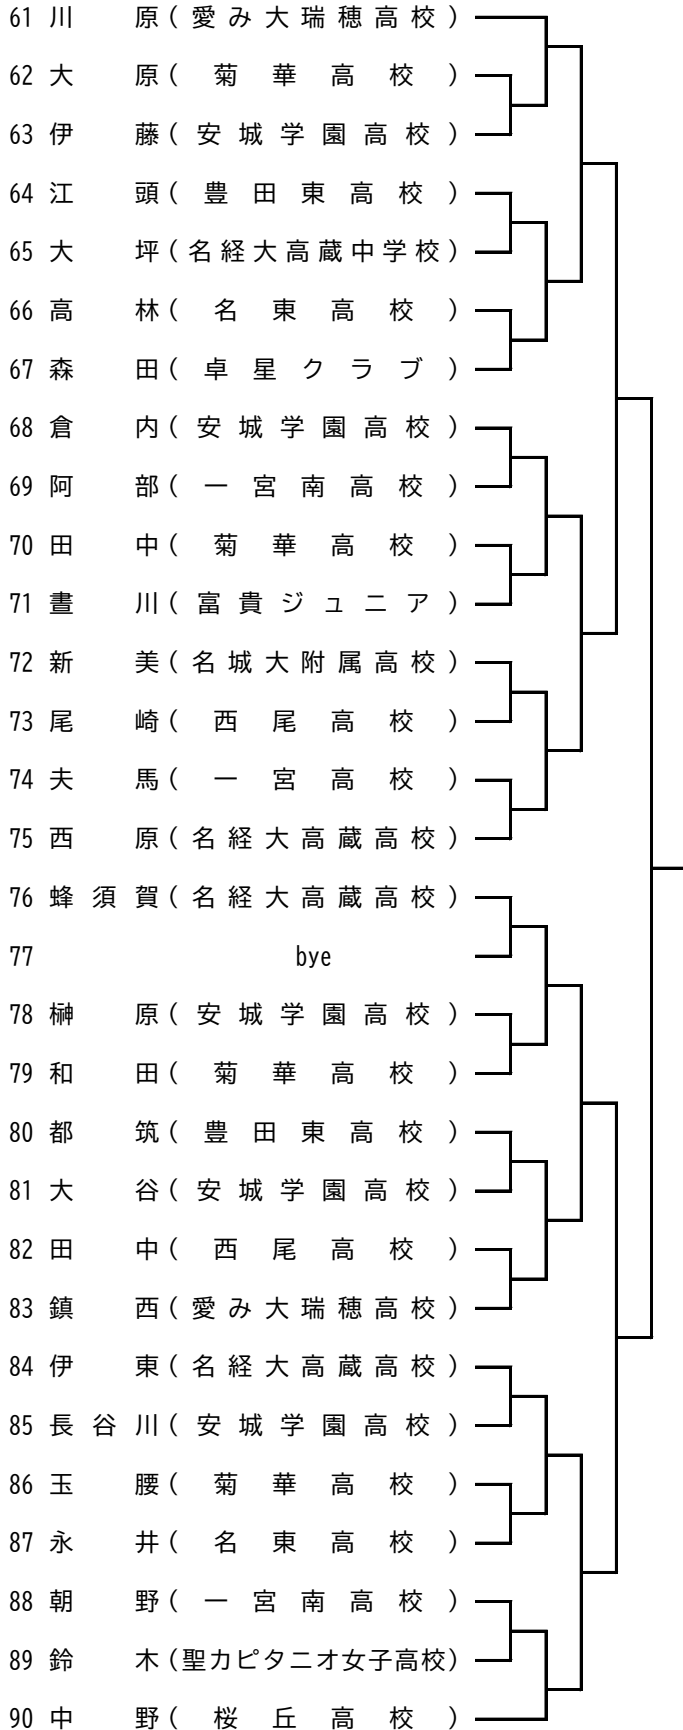 61 川原(愛み大瑞穂高校)
62 大原(菊華高校)
63 伊藤(安城学園高校)
64 江頭(豊田東高校)
65 大坪(名経大高蔵中学校)
66 高林(名東高校)
67 森田(卓星クラブ)
68 倉内(安城学園高校)
69 阿部(一宮南高校)
70 田中(菊華高校)
71 晝川(富貴ジュニア)
72 新美(名城大附属高校)
73 尾崎(西尾高校)
74 夫馬(一宮高校)
75 西原(名経大高蔵高校)
76 蜂須賀(名経大高蔵高校)
77 bye
78 榊原(安城学園高校)
79 和田(菊華高校)
80 都筑(豊田東高校)
81 大谷(安城学園高校)
82 田中(西尾高校)
83 鎮西(愛み大瑞穂高校)
84 伊東(名経大高蔵高校)
85 長谷川(安城学園高校)
86 玉腰(菊華高校)
87 永井(名東高校)
88 朝野(一宮南高校)
89 鈴木(聖カピタニオ女子高校)
90 中野(桜丘高校)